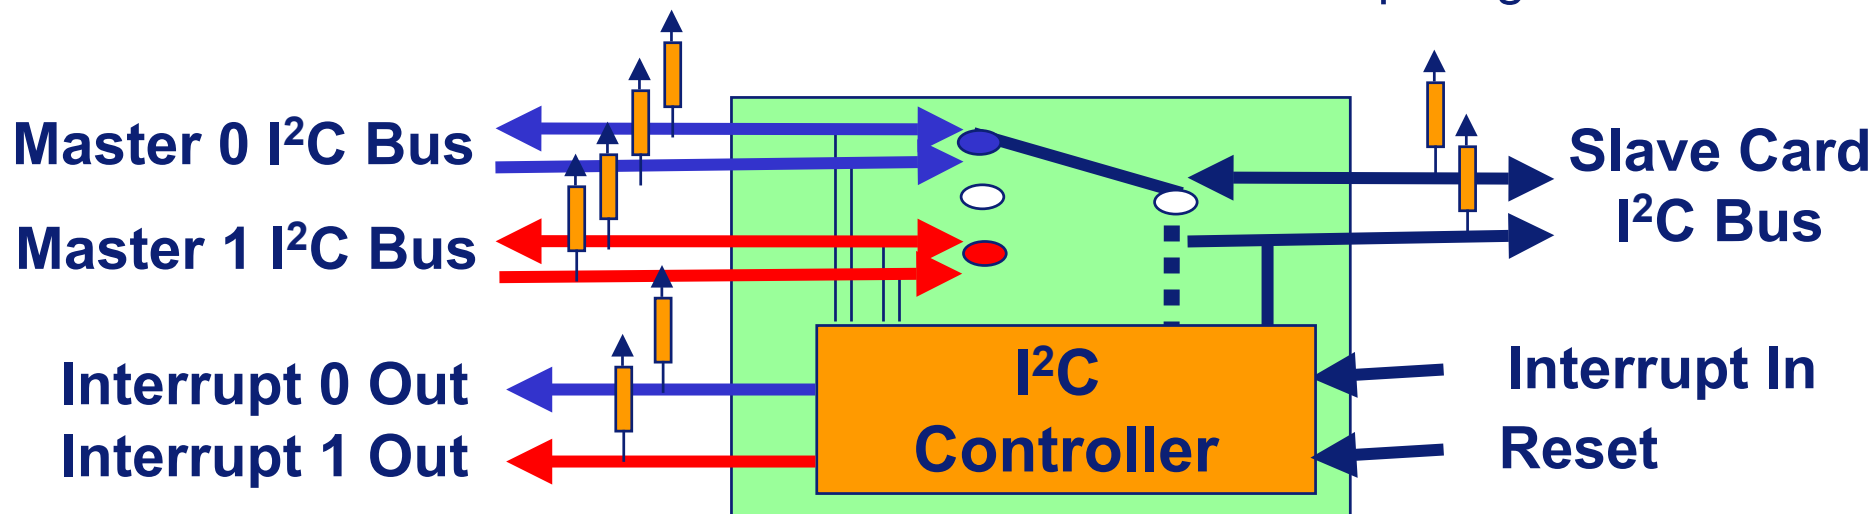 Master 0 I²C Bus
Master 1 I²C Bus
Interrupt 0 Out
Interrupt 1 Out
I²C
Controller
Slave Card
I²C Bus
Interrupt In
Reset